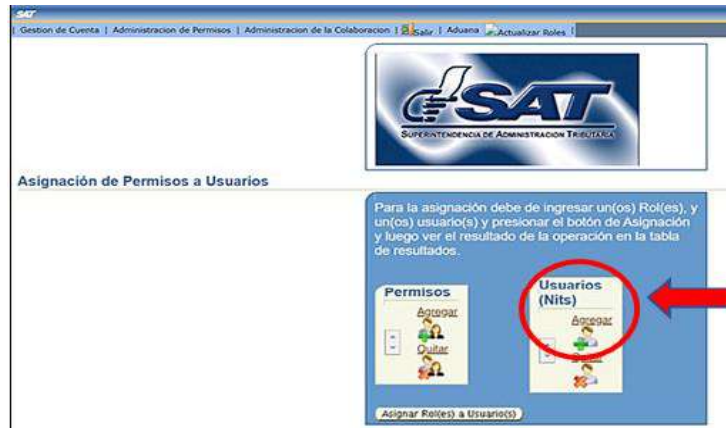 SAT
| Gestion de Cuenta | Administracion de Permisos | Administracion de la Colaboracion | Salir | Aduana Actualizar Roles |
SAT
SUPERINTENDENCIA DE ADMINISTRACION TRIBUTARIA
Asignación de Permisos a Usuarios
Para la asignación debe de ingresar un(os) Rol(es), y
un(os) usuario(s) y presionar el botón de Asignación
y luego ver el resultado de la operación en la tabla
de resultados.
Permisos
Agregar
Quitar
Usuarios
(Nits)
Agregar
Quitar
Asignar Rol(es) a Usuario(s)